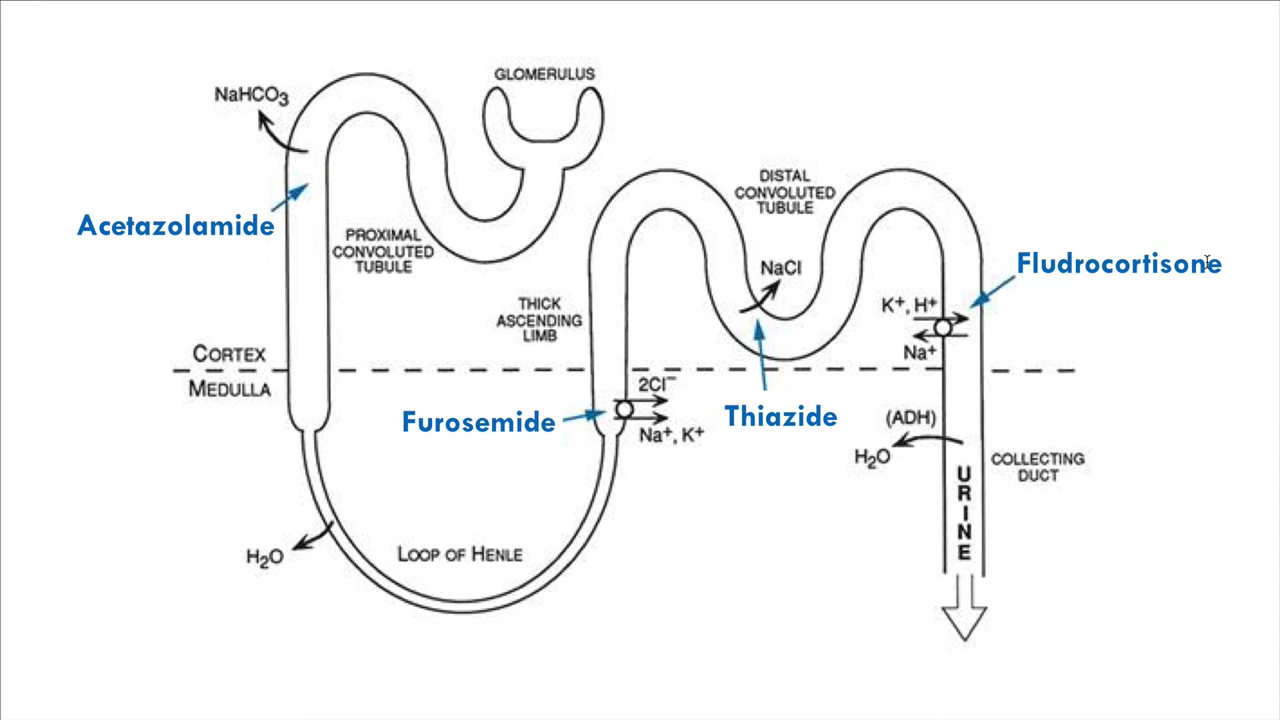 GLOMERULUS
NaHCO₃
Acetazolamide
PROXIMAL
CONVOLUTED
TUBULE
DISTAL
CONVOLUTED
TUBULE
NaCl
Fludrocortisone
THICK
ASCENDING
LIMB
K⁺, H⁺
Na⁺
CORTEX
MEDULLA
2Cl⁻
Na⁺, K⁺
Furosemide
Thiazide
(ADH)
H₂O
COLLECTING
DUCT
URINE
H₂O
LOOP OF HENLE